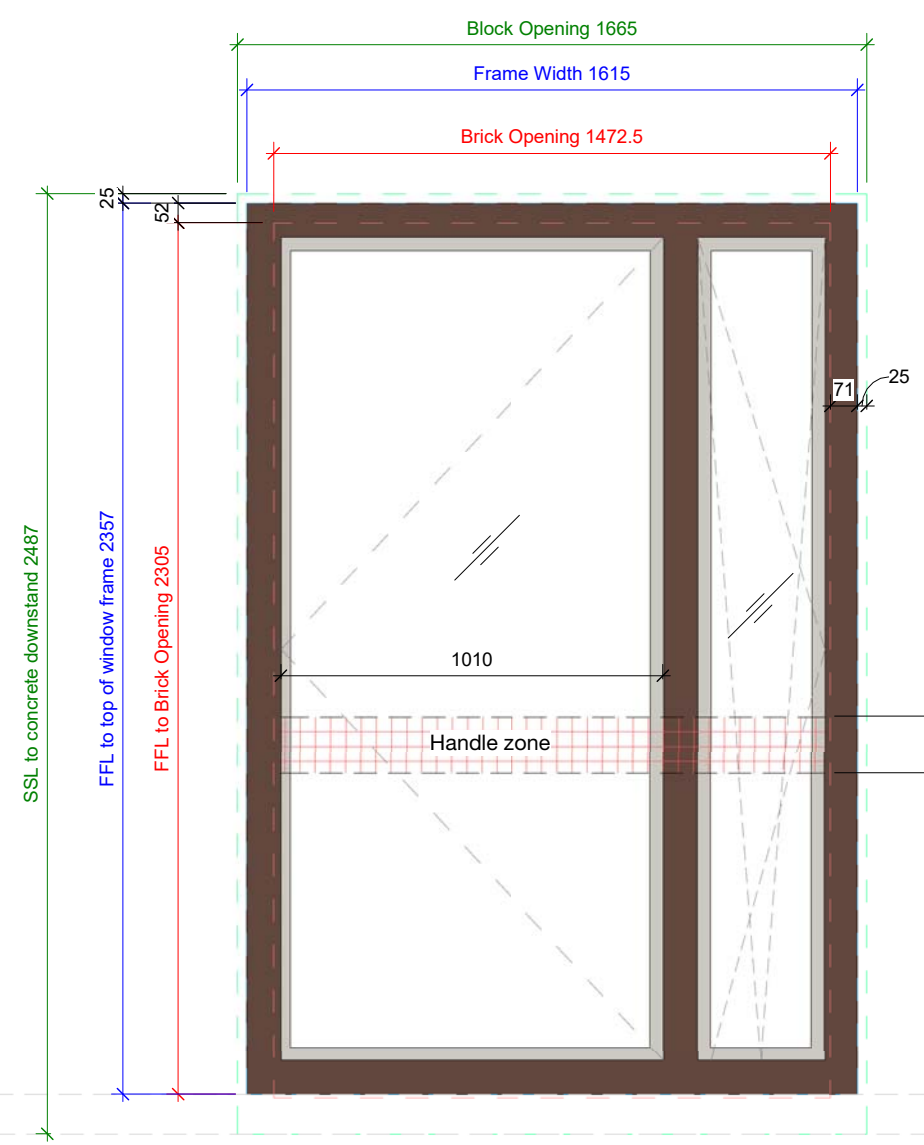 Block Opening 1665
Frame Width 1615
Brick Opening 1472.5
25
52
71
25
SSL to concrete downstand 2487
FFL to top of window frame 2357
FFL to Brick Opening 2305
1010
Handle zone